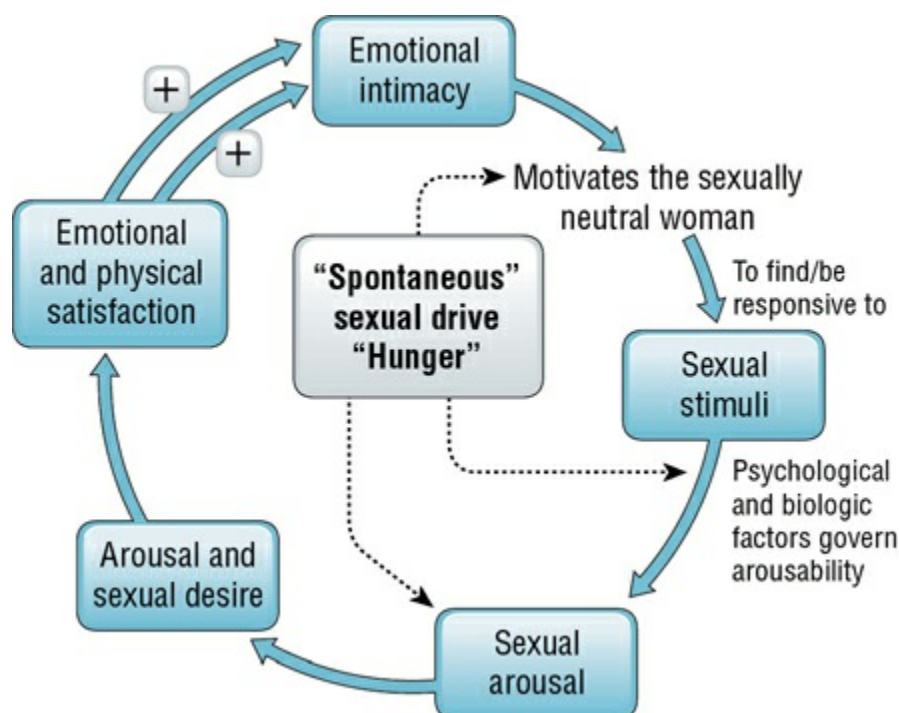 Emotional
intimacy
+
+
Motivates the sexually
neutral woman
To find/be
responsive to
Sexual
stimuli
Psychological
and biologic
factors govern
arousability
Sexual
arousal
Arousal and
sexual desire
Emotional
and physical
satisfaction
“Spontaneous”
sexual drive
“Hunger”